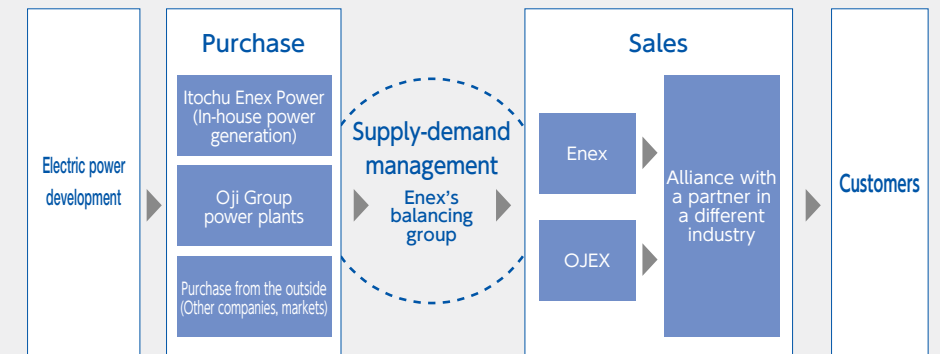 Electric power
development
Purchase
Itochu Enex Power
(In-house power
generation)
Oji Group
power plants
Purchase from the outside
(Other companies, markets)
Supply-demand
management
Enex’s
balancing
group
Sales
Enex
OJEX
Alliance with
a partner in
a different
industry
Customers